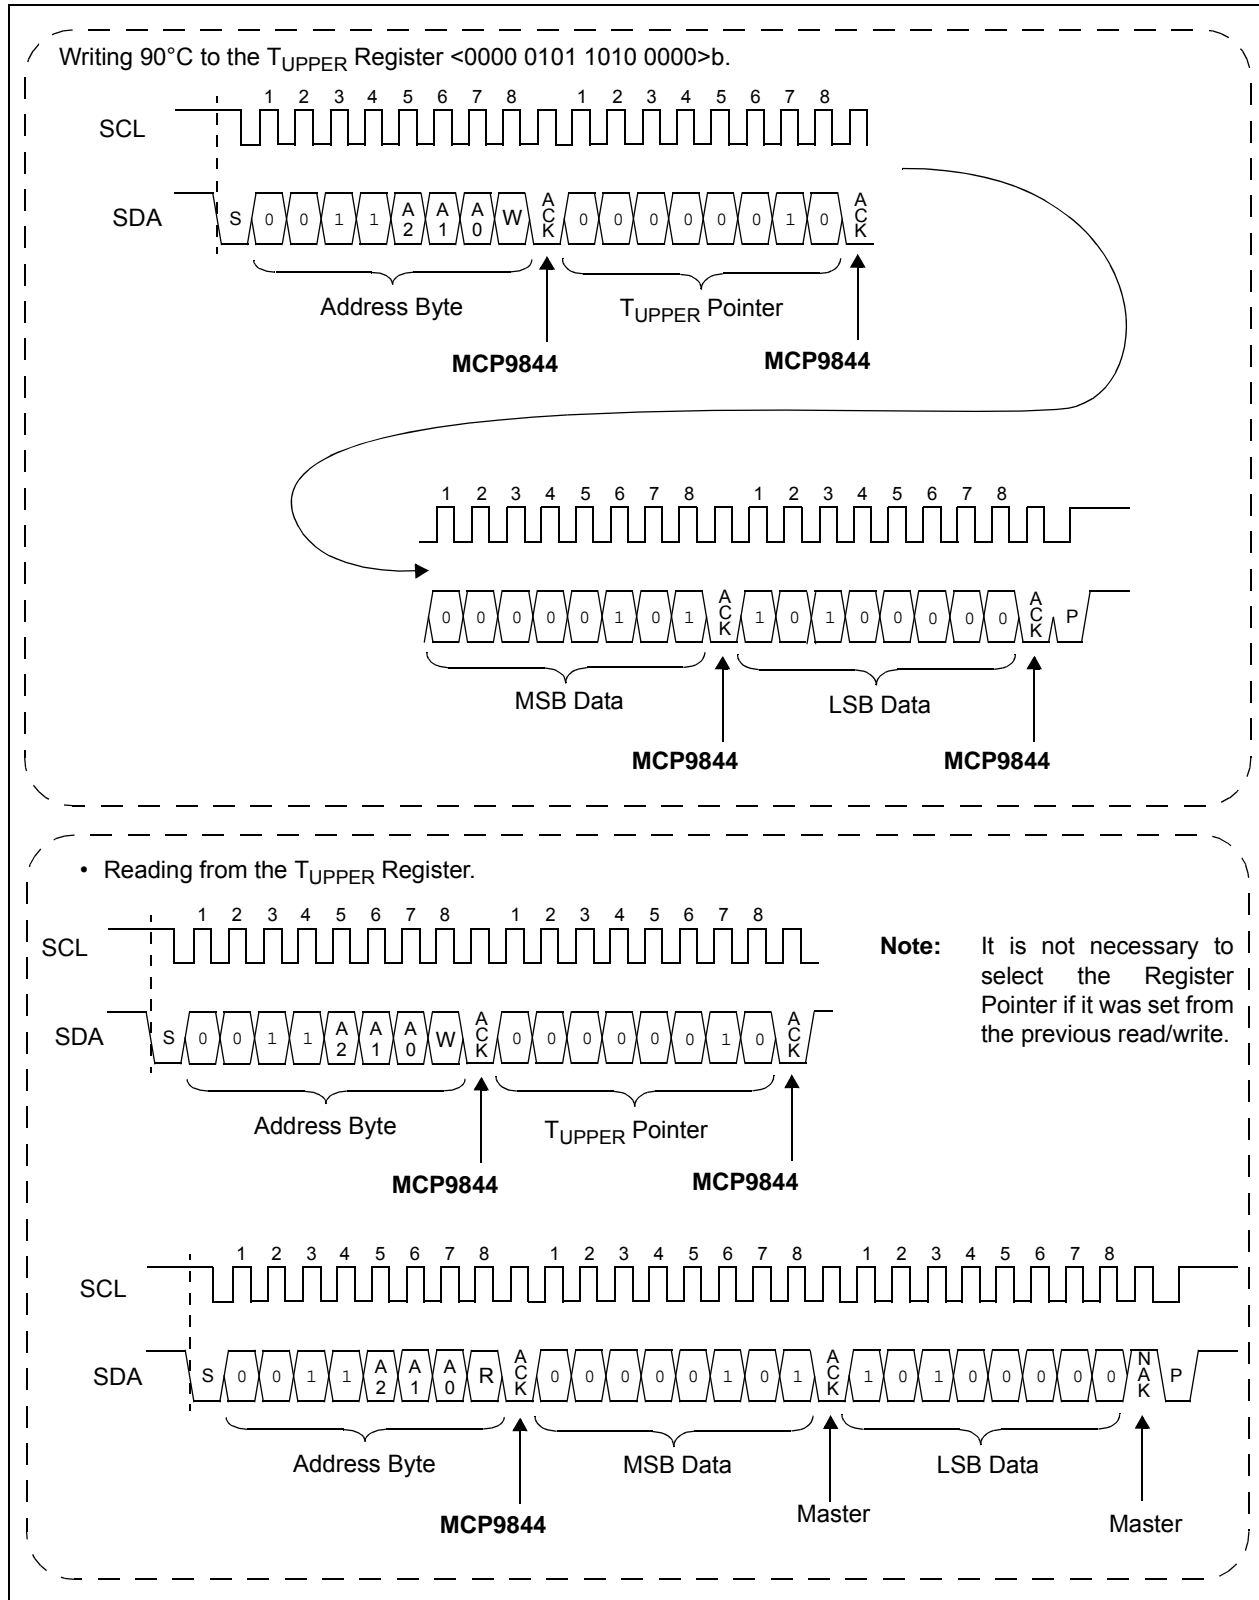 Writing 90°C to the TUPPER Register <0000 0101 1010 0000>b.
1 2 3 4 5 6 7 8 1 2 3 4 5 6 7 8
SCL
SDA S 0 0 1 1 A2 A1 A0 W ACK 0 0 0 0 0 0 1 0 ACK
Address Byte TUPPER Pointer
MCP9844 MCP9844
1 2 3 4 5 6 7 8 1 2 3 4 5 6 7 8
0 0 0 0 0 1 0 1 ACK 1 0 1 0 0 0 0 0 ACK P
MSB Data LSB Data
MCP9844 MCP9844
• Reading from the TUPPER Register.
1 2 3 4 5 6 7 8 1 2 3 4 5 6 7 8
SCL
SDA S 0 0 1 1 A2 A1 A0 W ACK 0 0 0 0 0 0 1 0 ACK
Address Byte TUPPER Pointer
MCP9844 MCP9844
Note: It is not necessary to
select the Register
Pointer if it was set from
the previous read/write.
1 2 3 4 5 6 7 8 1 2 3 4 5 6 7 8 1 2 3 4 5 6 7 8
SCL
SDA S 0 0 1 1 A2 A1 A0 R ACK 0 0 0 0 0 1 0 1 ACK 1 0 1 0 0 0 0 0 NAK P
Address Byte MSB Data LSB Data
MCP9844 Master Master